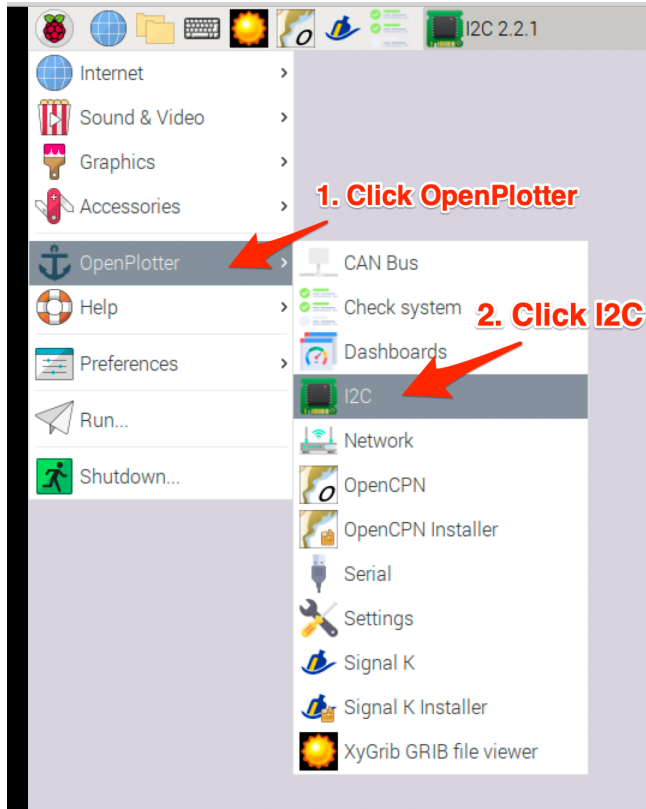 I2C 2.2.1
Internet
Sound & Video
Graphics
Accessories
1. Click OpenPlotter
OpenPlotter
Help
Preferences
Run...
Shutdown...
CAN Bus
Check system
2. Click I2C
Dashboards
I2C
Network
OpenCPN
OpenCPN Installer
Serial
Settings
Signal K
Signal K Installer
XyGrib GRIB file viewer